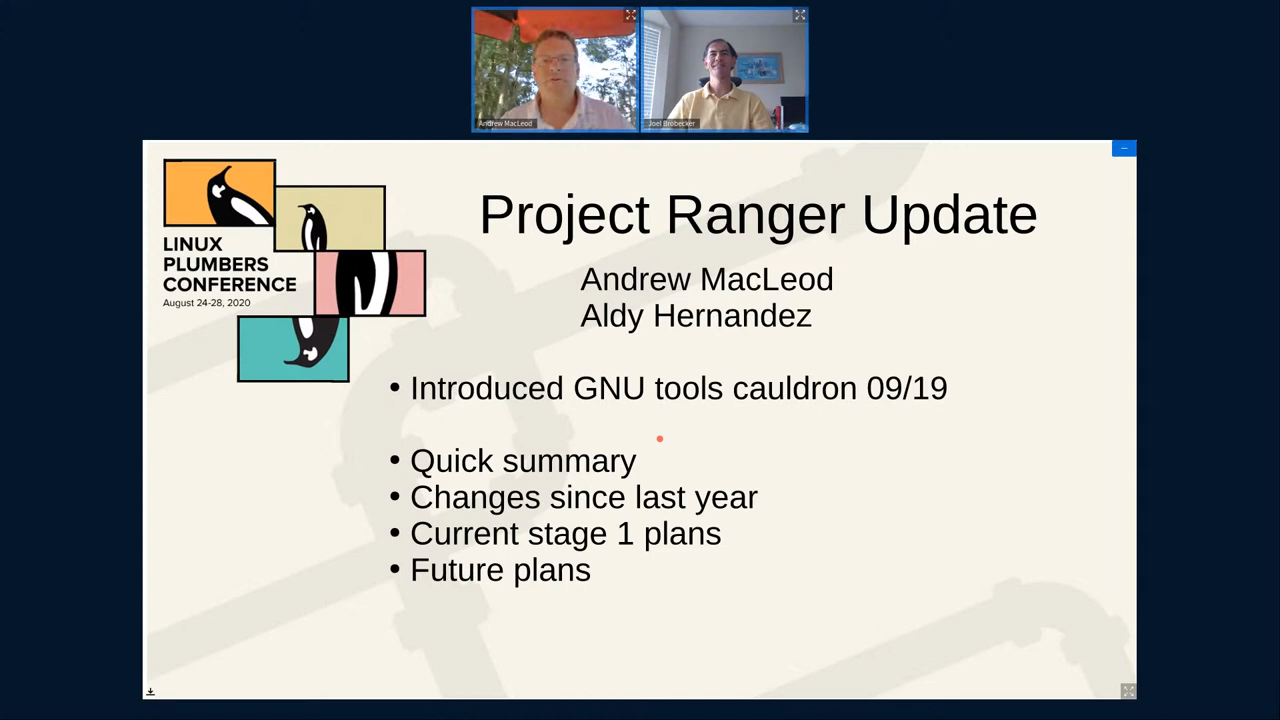 Andrew MacLeod
Joel Brobecker
LINUX
PLUMBERS
CONFERENCE
August 24-28, 2020
Project Ranger Update
Andrew MacLeod
Aldy Hernandez
• Introduced GNU tools cauldron 09/19
• Quick summary
• Changes since last year
• Current stage 1 plans
• Future plans